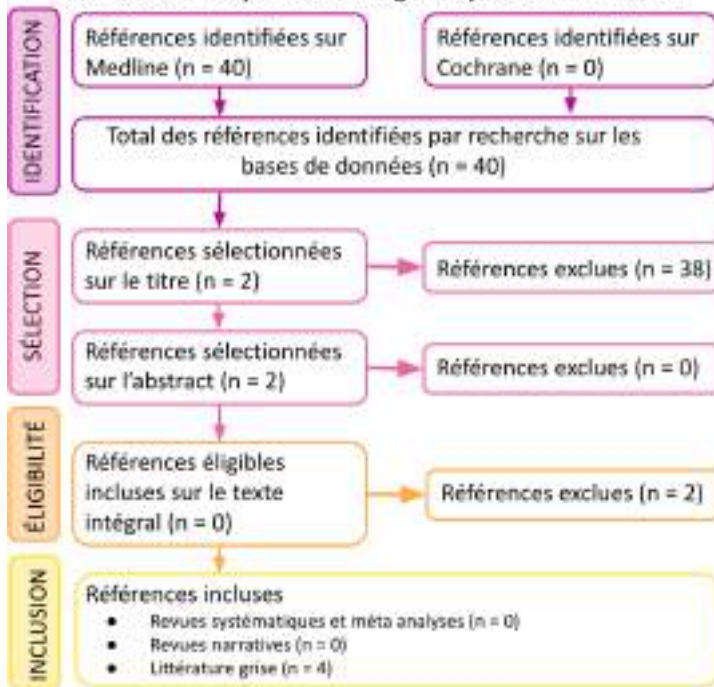 IDENTIFICATION
Références identifiées sur
Medline (n = 40)
Références identifiées sur
Cochrane (n = 0)
Total des références identifiées par recherche sur les
bases de données (n = 40)
SÉLECTION
Références sélectionnées
sur le titre (n = 2)
Références exclues (n = 38)
Références sélectionnées
sur l'abstract (n = 2)
Références exclues (n = 0)
ÉLIGIBILITÉ
Références éligibles
incluses sur le texte
intégral (n = 0)
Références exclues (n = 2)
INCLUSION
Références incluses
● Revues systématiques et méta analyses (n = 0)
● Revues narratives (n = 0)
● Littérature grise (n = 4)